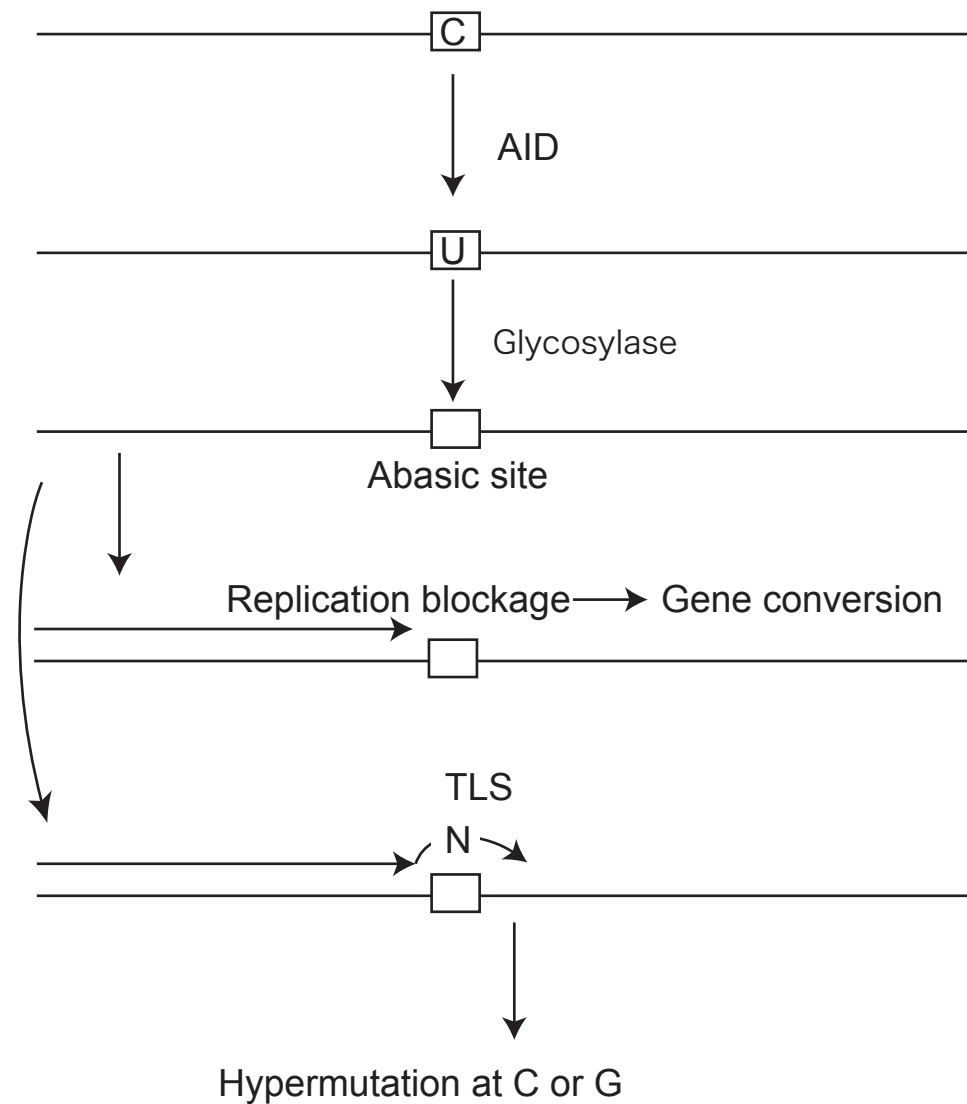 C
AID
U
Glycosylase
Abasic site
Replication blockage Gene conversion
TLS
N
Hypermutation at C or G